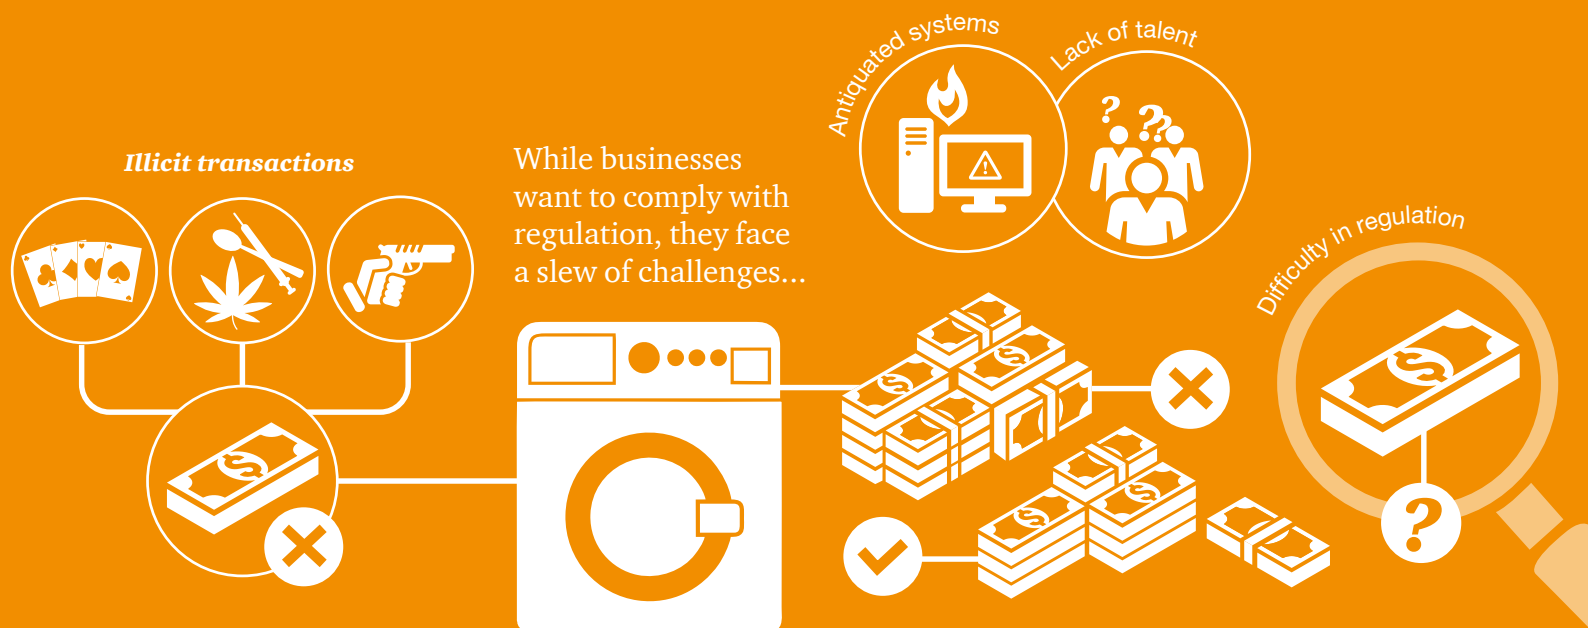 Illicit transactions
While businesses
want to comply with
regulation, they face
a slew of challenges...
Antiquated systems
Lack of talent
Difficulty in regulation